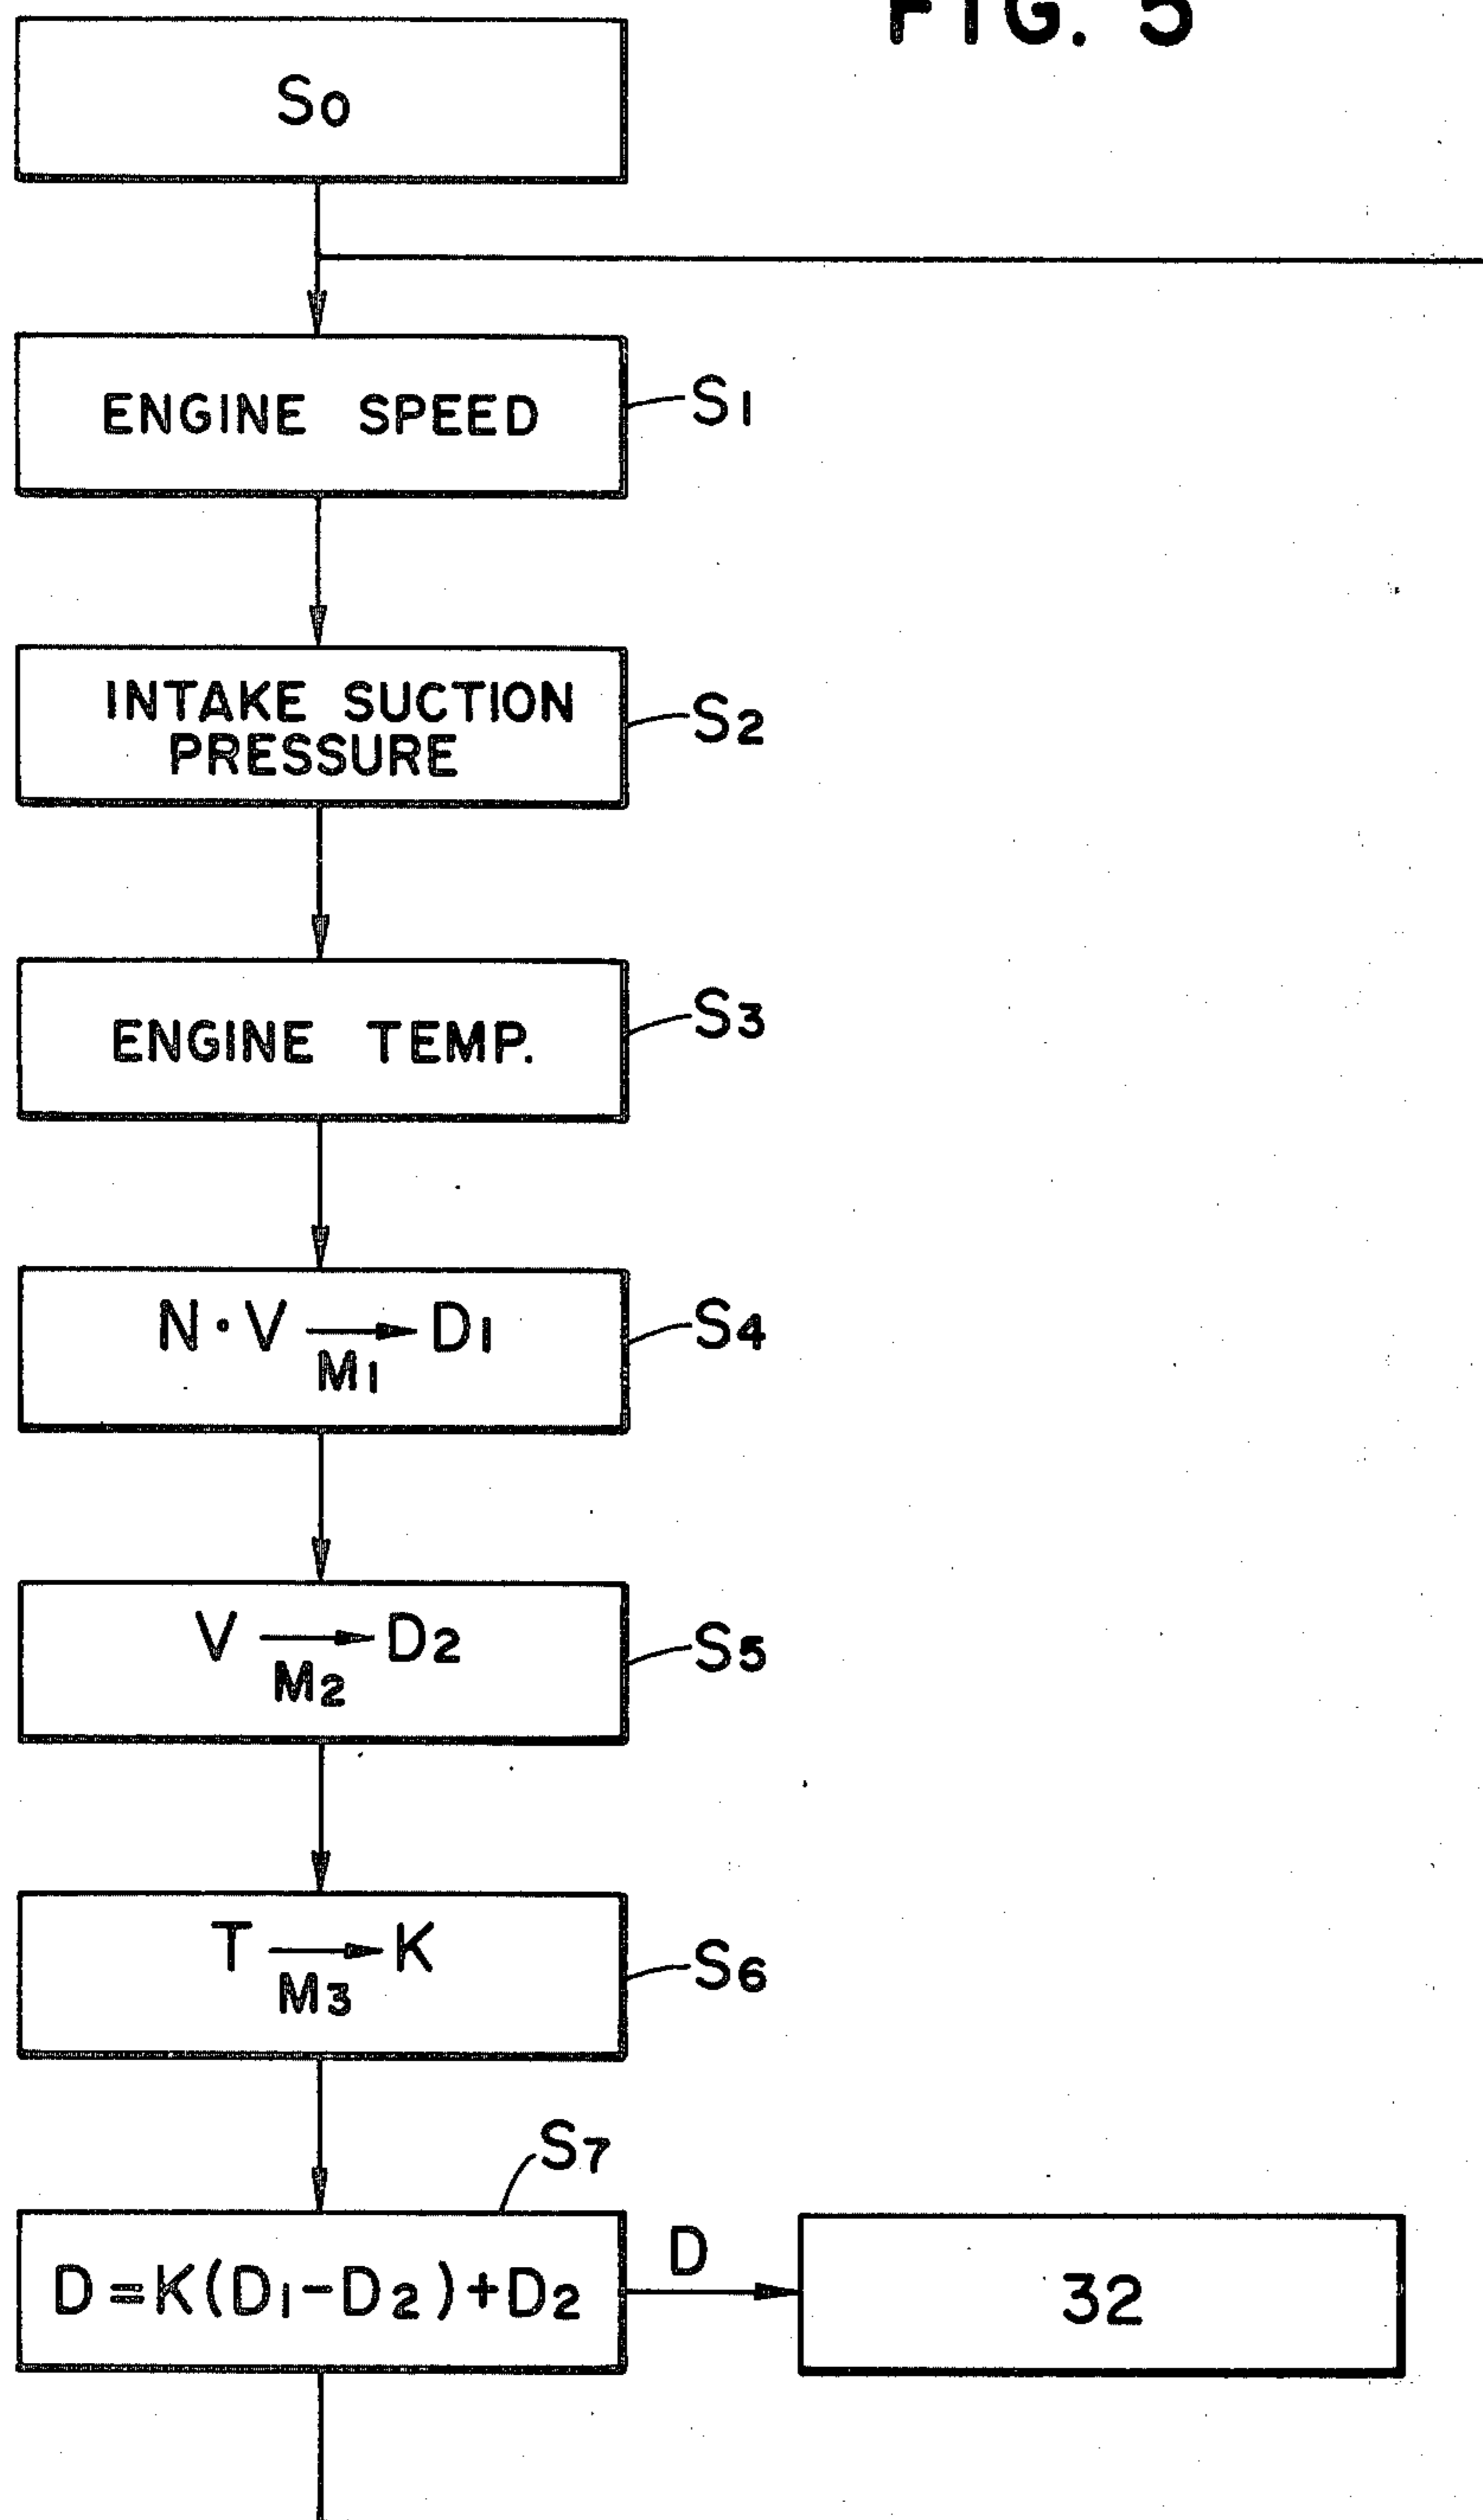 FIG. 5
So
ENGINE SPEED
S1
INTAKE SUCTION
PRESSURE
S2
ENGINE TEMP.
S3
N·V → D1
M1
S4
V → D2
M2
S5
T → K
M3
S6
S7
D=K(D1-D2)+D2
D
32